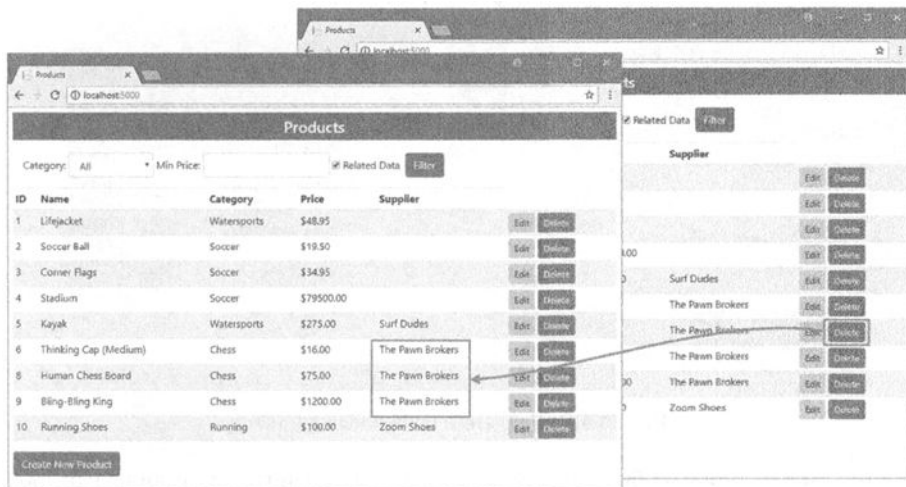 Products
localhost:5000
Products
localhost:5000
Products
Category: All Min Price: Related Data Filter
ID Name Category Price Supplier
1 Lifejacket Watersports $48.95 Edit Delete
2 Soccer Ball Soccer $19.50 Edit Delete
3 Corner Flags Soccer $34.95 Edit Delete
4 Stadium Soccer $79500.00 Edit Delete
5 Kayak Watersports $275.00 Surf Dudes Edit Delete
6 Thinking Cap (Medium) Chess $16.00 The Pawn Brokers Edit Delete
8 Human Chess Board Chess $75.00 The Pawn Brokers Edit Delete
9 Bling-Bling King Chess $1200.00 The Pawn Brokers Edit Delete
10 Running Shoes Running $100.00 Zoom Shoes Edit Delete
Create New Product
ts
Related Data Filter
Supplier
Edit Delete
Edit Delete
Edit Delete
.00 Edit Delete
Surf Dudes Edit Delete
The Pawn Brokers Edit Delete
The Pawn Brokers Edit Delete
The Pawn Brokers Edit Delete
The Pawn Brokers Edit Delete
Zoom Shoes Edit Delete